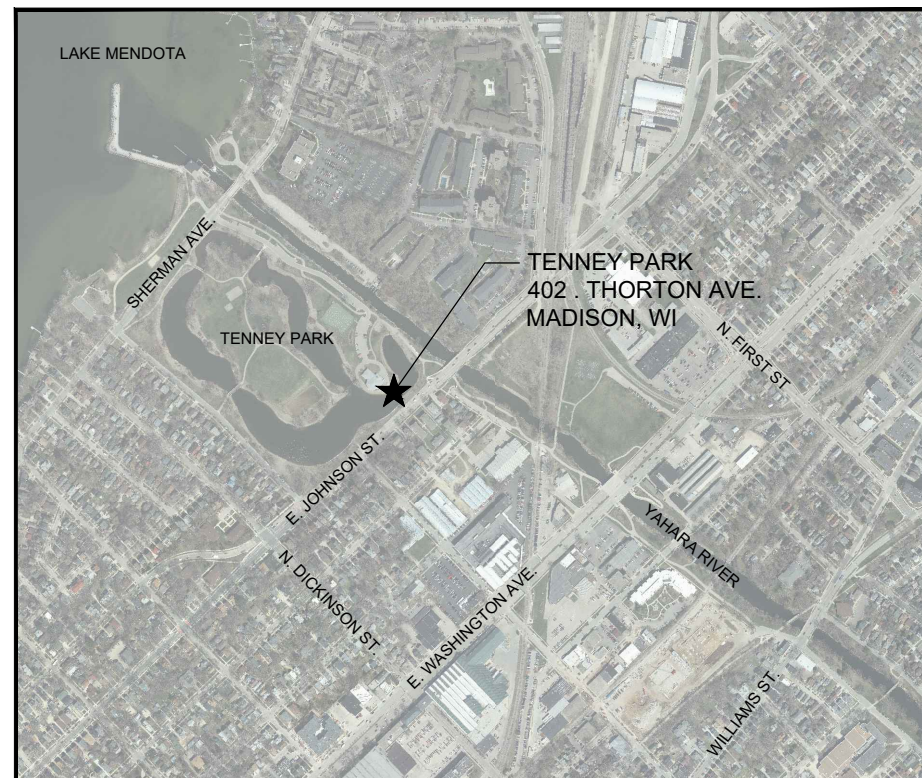 LAKE MENDOTA
SHERMAN AVE.
TENNEY PARK
402 . THORTON AVE.
MADISON, WI
TENNEY PARK
N. FIRST ST
E. JOHNSON ST.
N. DICKINSON ST.
E. WASHINGTON AVE.
YAHARA RIVER
WILLIAMS ST.